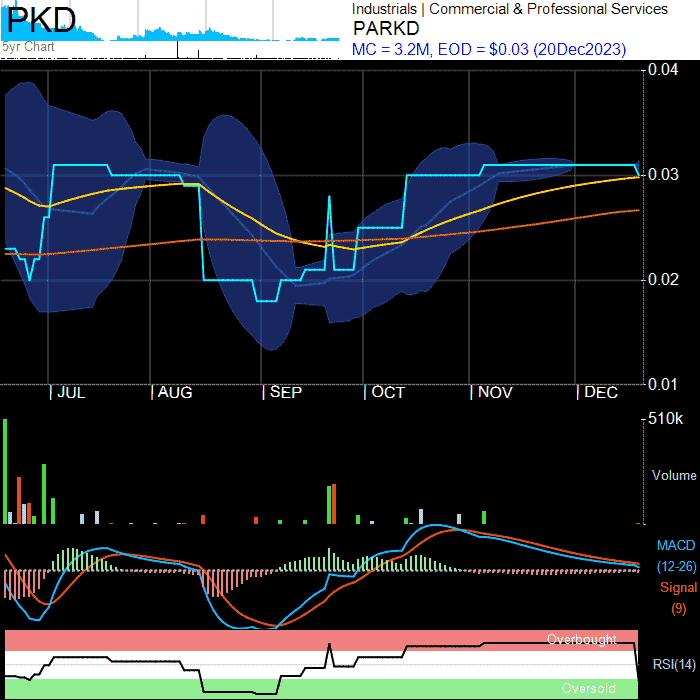 PKD
5yr Chart
Industrials | Commercial & Professional Services
PARKD
MC = 3.2M, EOD = $0.03 (20Dec2023)
0.04
0.03
0.02
0.01
| JUL | AUG | SEP | OCT | NOV | DEC
510k
Volume
MACD
(12-26)
Signal
(9)
Overbought
RSI(14)
Oversold